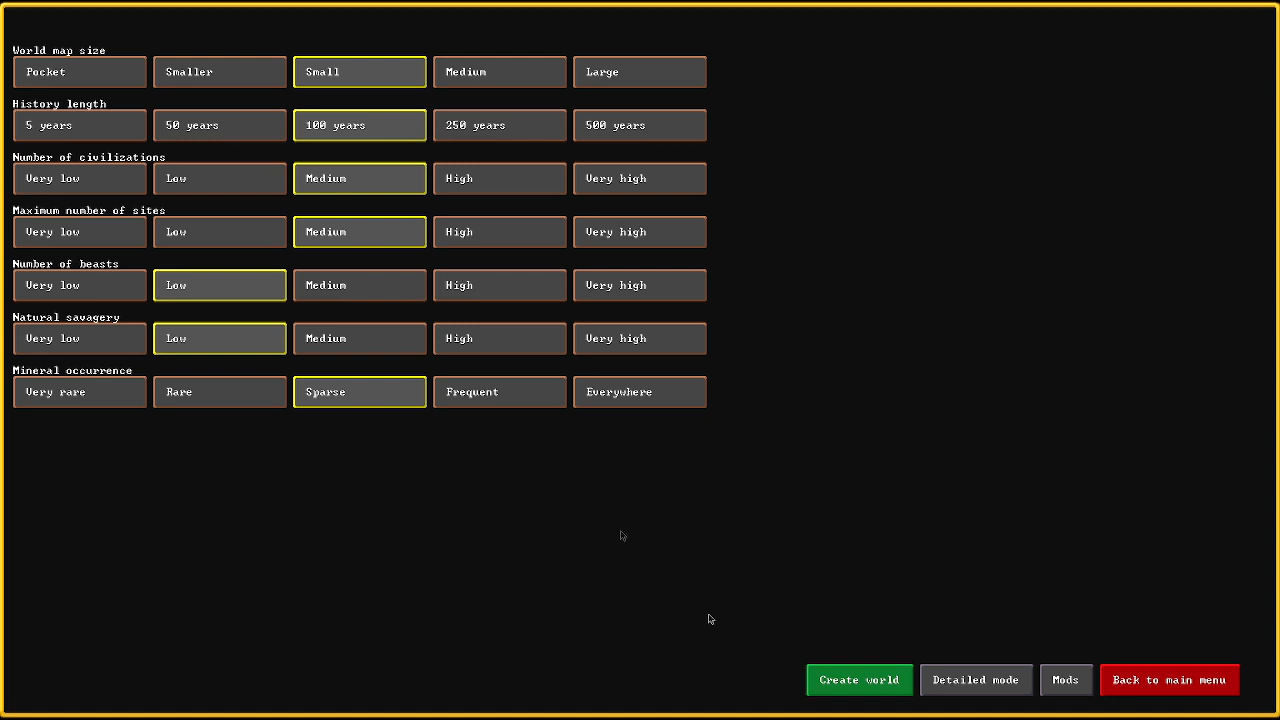 World map size
Pocket Smaller Small Medium Large
History length
5 years 50 years 100 years 250 years 500 years
Number of civilizations
Very low Low Medium High Very high
Maximum number of sites
Very low Low Medium High Very high
Number of beasts
Very low Low Medium High Very high
Natural savagery
Very low Low Medium High Very high
Mineral occurrence
Very rare Rare Sparse Frequent Everywhere
Create world Detailed mode Mods Back to main menu